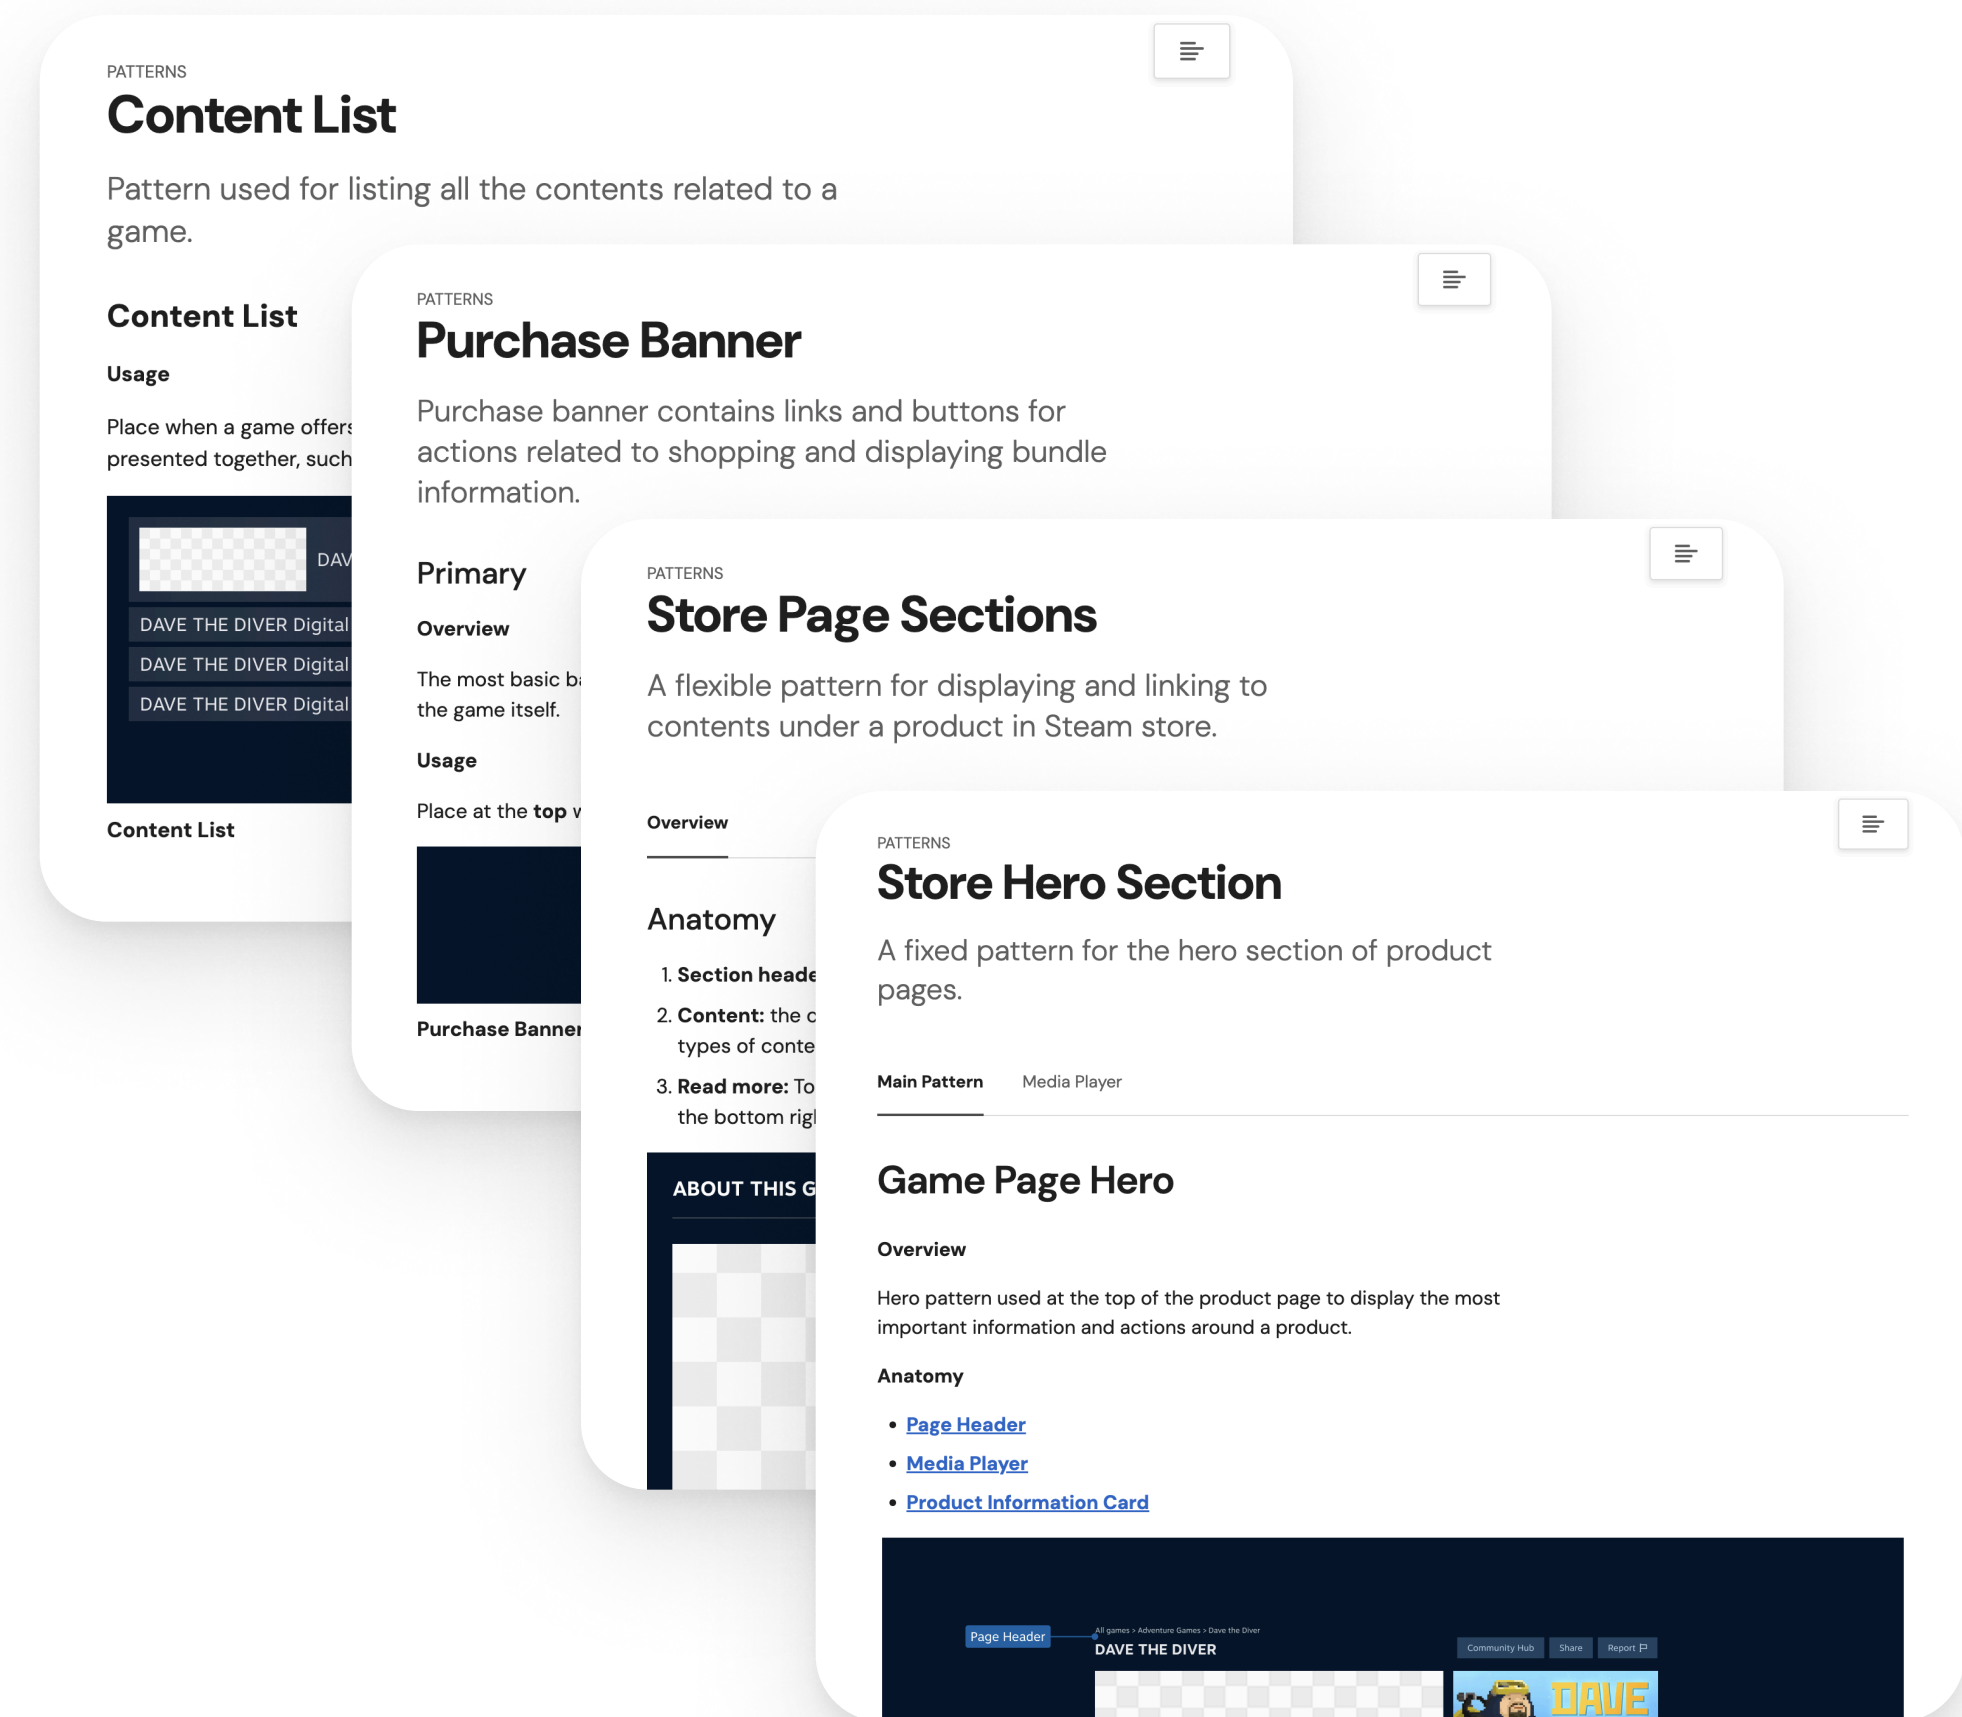 PATTERNS
Content List
Pattern used for listing all the contents related to a
game.
Content List
Usage
Place when a game offers
presented together, such
DAV
DAVE THE DIVER Digital
DAVE THE DIVER Digital
DAVE THE DIVER Digital
Content List
PATTERNS
Purchase Banner
Purchase banner contains links and buttons for
actions related to shopping and displaying bundle
information.
Primary
Overview
The most basic ba
the game itself.
Usage
Place at the top w
Purchase Banner
PATTERNS
Store Page Sections
A flexible pattern for displaying and linking to
contents under a product in Steam store.
Overview
Anatomy
1. Section heade
2. Content: the c
types of conte
3. Read more: To
the bottom righ
ABOUT THIS G
PATTERNS
Store Hero Section
A fixed pattern for the hero section of product
pages.
Main Pattern Media Player
Game Page Hero
Overview
Hero pattern used at the top of the product page to display the most
important information and actions around a product.
Anatomy
• Page Header
• Media Player
• Product Information Card
Page Header
All games > Adventure Games > Dave the Diver
DAVE THE DIVER
Community Hub Share Report
DAVE